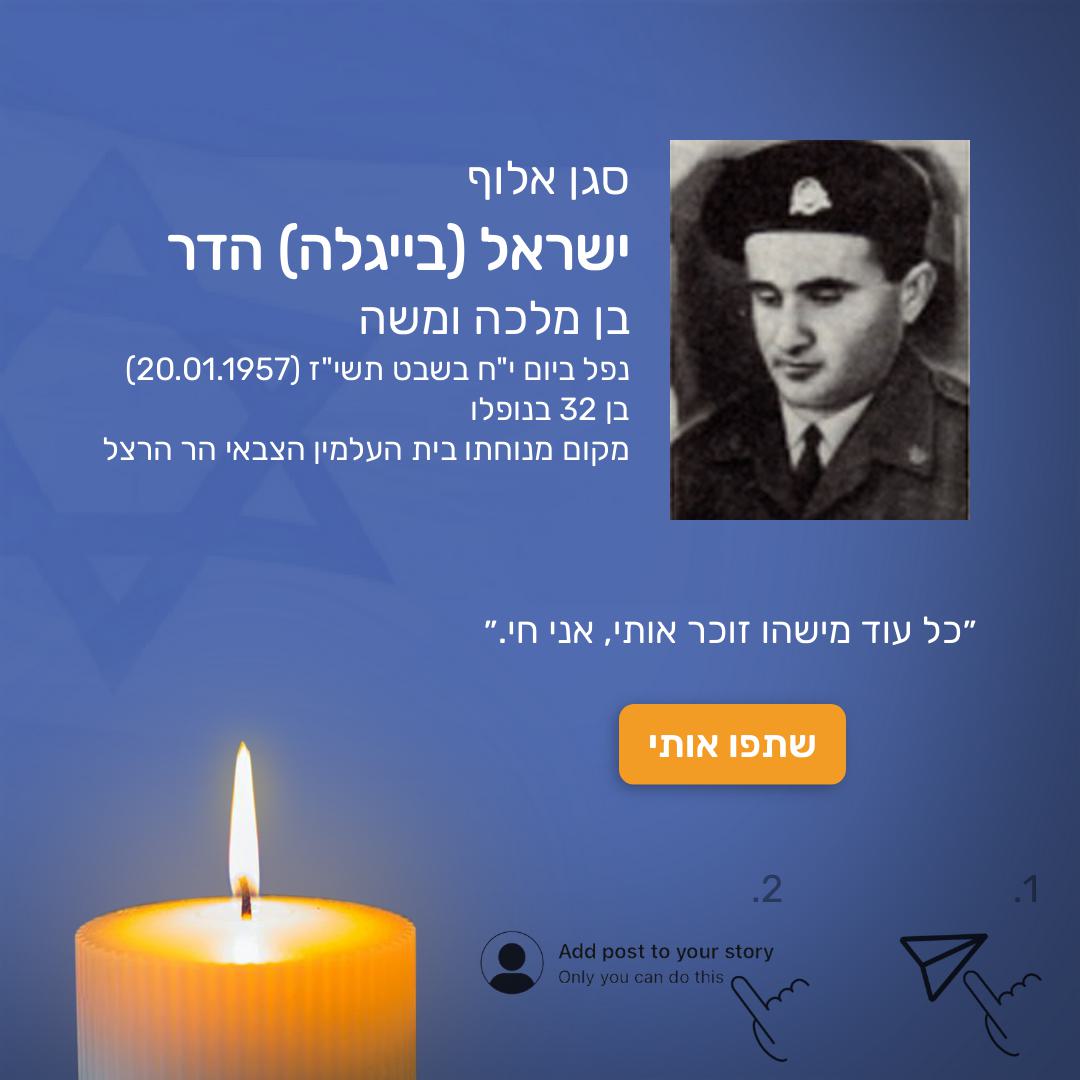 סגן אלוף
ישראל (בייגלה) הדר
בן מלכה ומשה
נפל ביום י"ח בשבט תשי"ז (20.01.1957)
בן 32 בנופלו
מקום מנוחתו בית העלמין הצבאי הר הרצל
״כל עוד מישהו זוכר אותי, אני חי.״
שתפו אותי
.1
.2
Add post to your story
Only you can do this